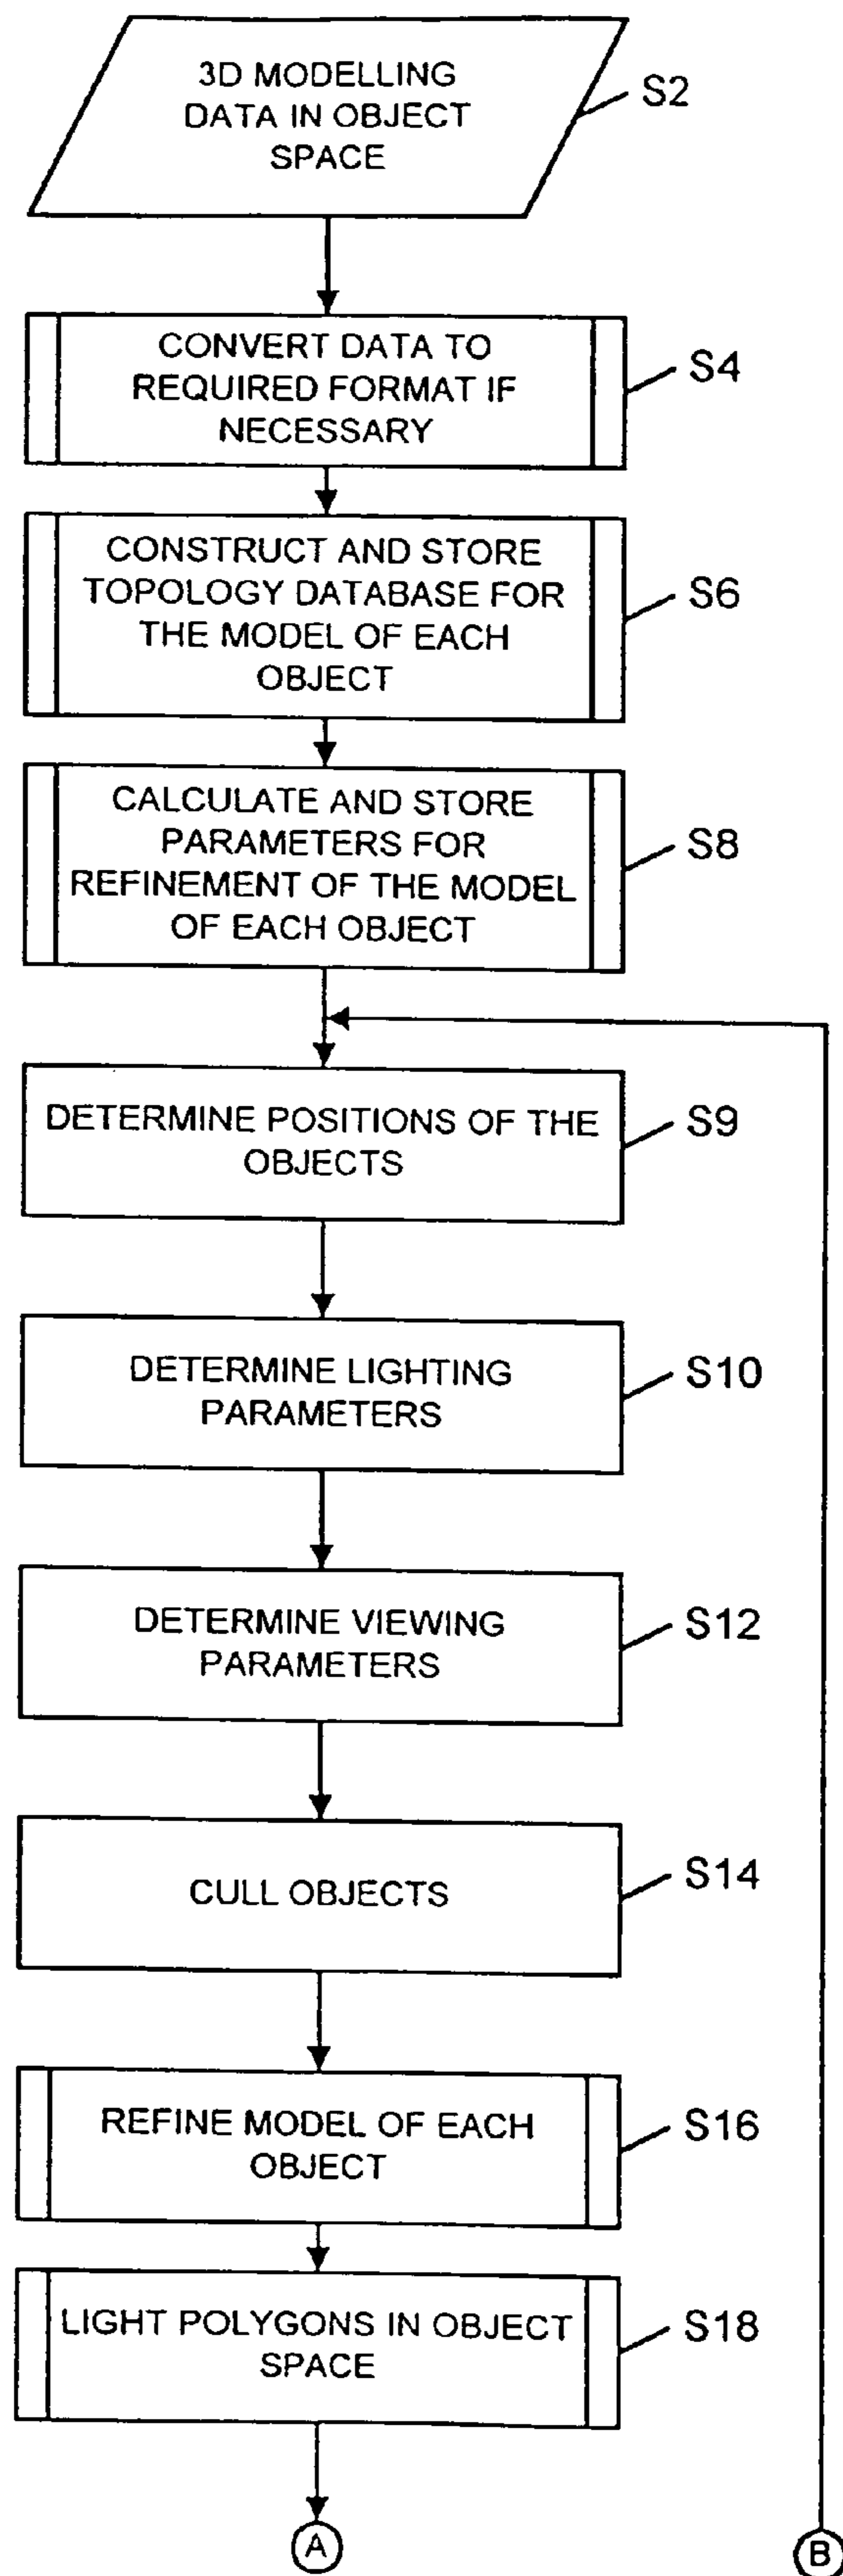 3D MODELLING
DATA IN OBJECT
SPACE
S2
CONVERT DATA TO
REQUIRED FORMAT IF
NECESSARY
S4
CONSTRUCT AND STORE
TOPOLOGY DATABASE FOR
THE MODEL OF EACH
OBJECT
S6
CALCULATE AND STORE
PARAMETERS FOR
REFINEMENT OF THE MODEL
OF EACH OBJECT
S8
DETERMINE POSITIONS OF THE
OBJECTS
S9
DETERMINE LIGHTING
PARAMETERS
S10
DETERMINE VIEWING
PARAMETERS
S12
CULL OBJECTS
S14
REFINE MODEL OF EACH
OBJECT
S16
LIGHT POLYGONS IN OBJECT
SPACE
S18
A
B